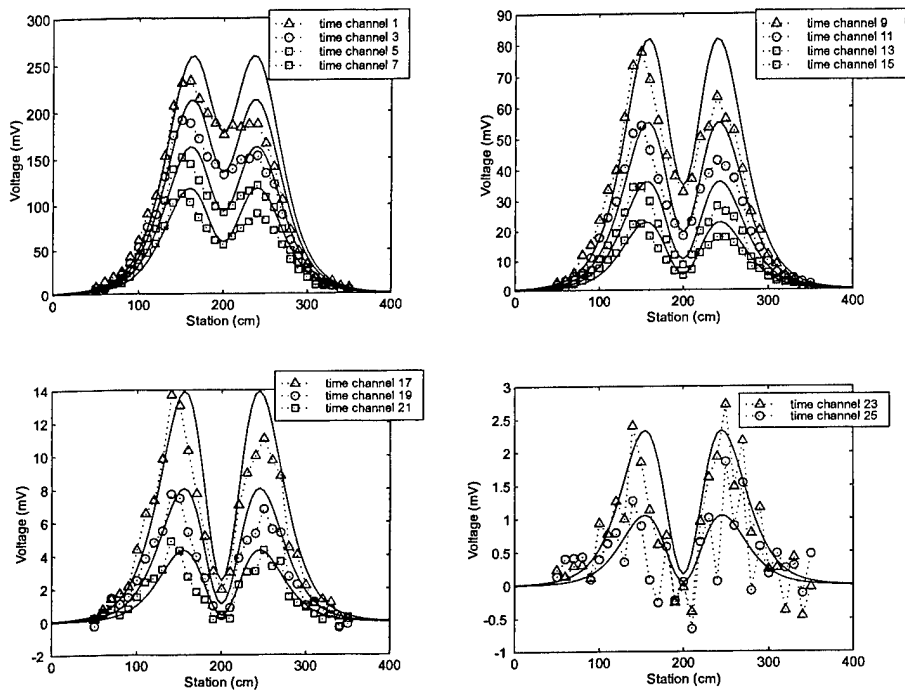 time channel 1
time channel 3
time channel 5
time channel 7
300
250
200
150
100
50
0
Voltage (mV)
0 100 200 300 400
Station (cm)
time channel 9
time channel 11
time channel 13
time channel 15
90
80
70
60
50
40
30
20
10
0
Voltage (mV)
0 100 200 300 400
Station (cm)
time channel 17
time channel 19
time channel 21
14
12
10
8
6
4
2
0
-2
Voltage (mV)
0 100 200 300 400
Station (cm)
time channel 23
time channel 25
3
2.5
2
1.5
1
0.5
0
-0.5
-1
Voltage (mV)
0 100 200 300 400
Station (cm)